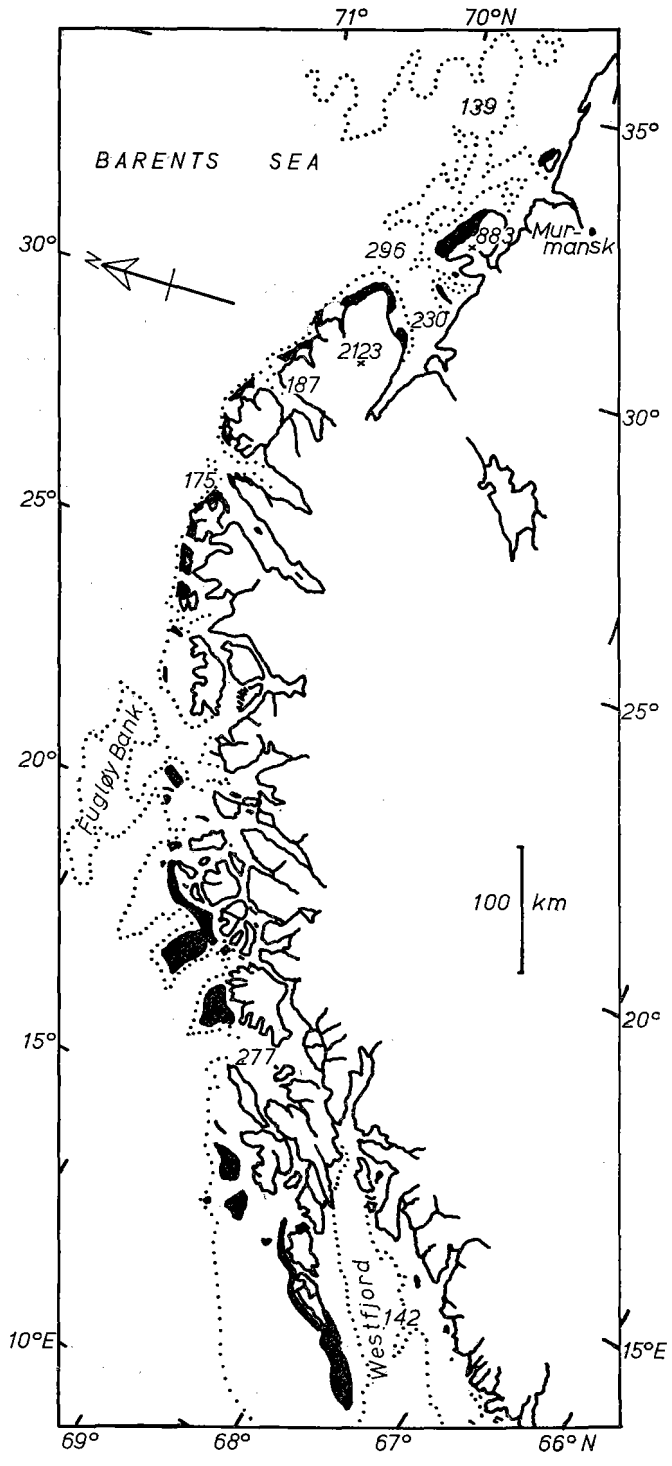 71° 70°N
139
35°
BARENTS SEA
30°
N
296
883
Mur-
mansk
230
2123
187
30°
175
25°
Fugløy Bank
25°
20°
100 km
20°
15°
277
Westfjord
142
10°E
15°E
69° 68° 67° 66° N